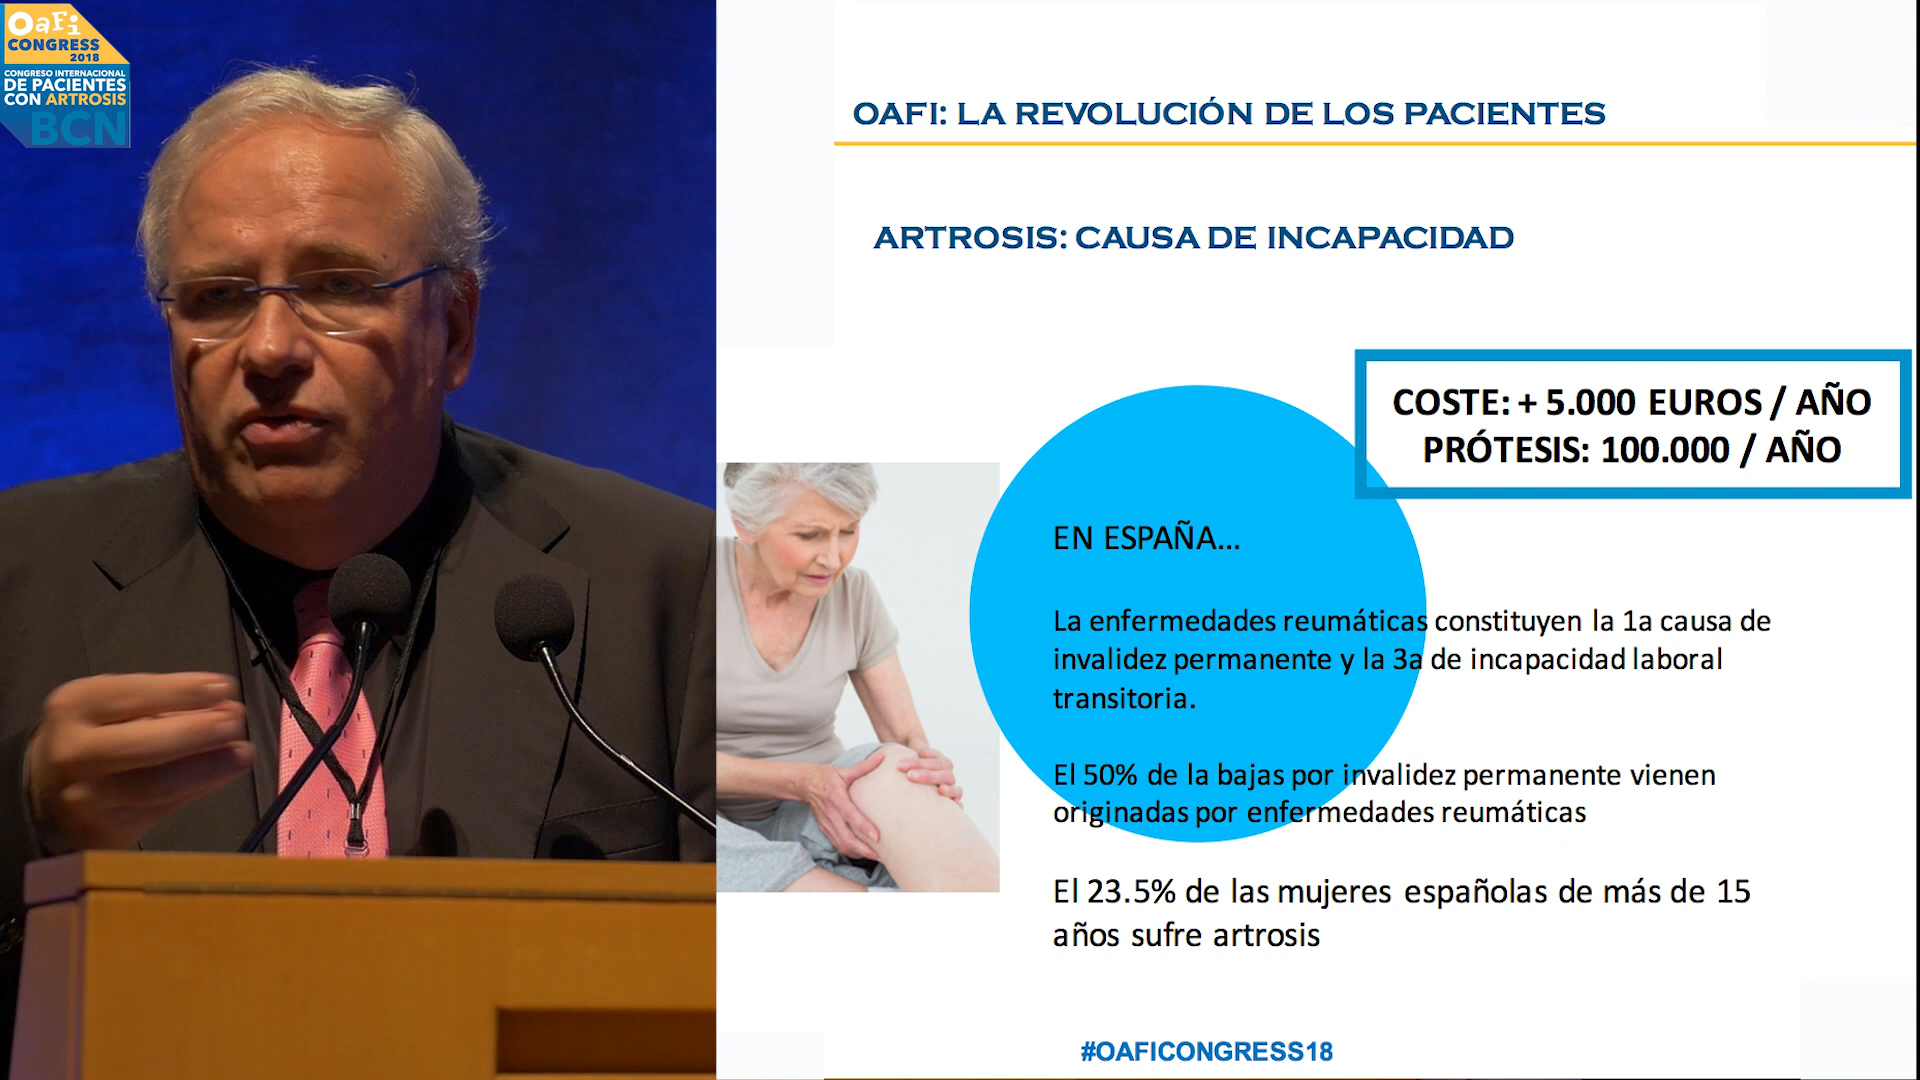 OaFi
CONGRESS
2018
CONGRESO INTERNACIONAL
DE PACIENTES
CON ARTROSIS
BCN
OAFI: LA REVOLUCIÓN DE LOS PACIENTES
ARTROSIS: CAUSA DE INCAPACIDAD
COSTE: + 5.000 EUROS / AÑO
PRÓTESIS: 100.000 / AÑO
EN ESPAÑA...
La enfermedades reumáticas constituyen la 1a causa de
invalidez permanente y la 3a de incapacidad laboral
transitoria.
El 50% de la bajas por invalidez permanente vienen
originadas por enfermedades reumáticas
El 23.5% de las mujeres españolas de más de 15
años sufre artrosis
#OAFICONGRESS18